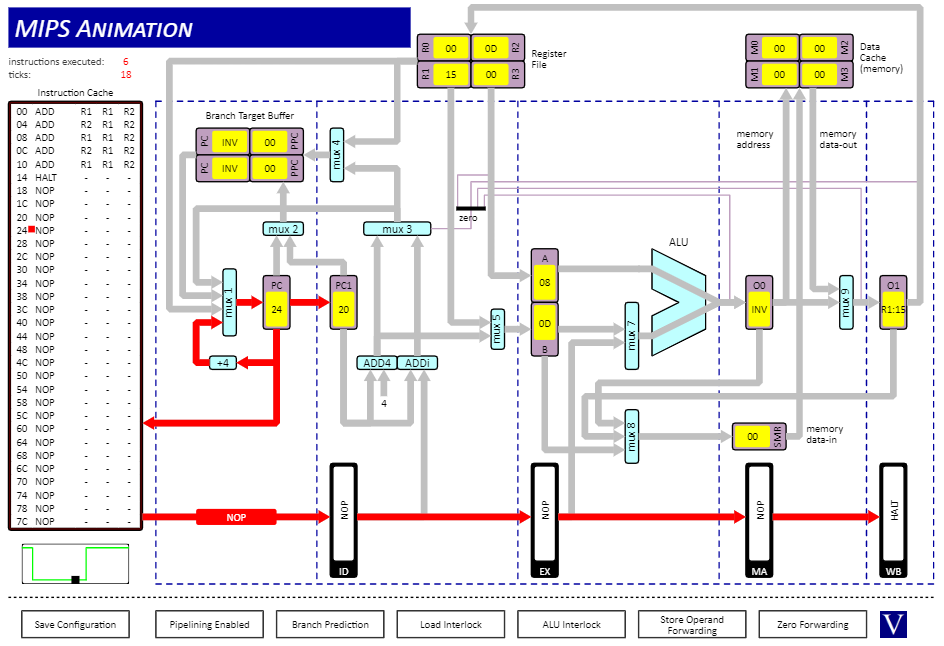 MIPS ANIMATION
instructions executed: 6
ticks: 18
Instruction Cache
00 ADD R1 R1 R2
04 ADD R1 R1 R2
08 ADD R1 R1 R2
0C ADD R2 R1 R2
10 ADD R2 R1 R2
14 HALT - - -
18 NOP - - -
1C NOP - - -
20 NOP - - -
24 NOP - - -
28 NOP - - -
2C NOP - - -
30 NOP - - -
34 NOP - - -
38 NOP - - -
3C NOP - - -
40 NOP - - -
44 NOP - - -
48 NOP - - -
4C NOP - - -
50 NOP - - -
54 NOP - - -
58 NOP - - -
5C NOP - - -
60 NOP - - -
64 NOP - - -
68 NOP - - -
6C NOP - - -
70 NOP - - -
74 NOP - - -
78 NOP - - -
7C NOP - - -
R0 00 0D R2
R1 15 00 R3
Register
File
M0 00 00 M2
M1 00 00 M3
Data
Cache
(memory)
Branch Target Buffer
PC INV 00 PPC
PC INV 00 PPC
mux 4
memory
address
memory
data-out
zero
mux 2
mux 3
ALU
mux 1
PC
24
PC1
20
A
08
0D
B
mux 5
mux 7
O0
INV
mux 9
O1
R1:15
+4
ADD4
ADDi
4
mux 8
00 SMR
memory
data-in
NOP
NOP
ID
NOP
EX
NOP
MA
HALT
WB
Save Configuration
Pipelining Enabled
Branch Prediction
Load Interlock
ALU Interlock
Store Operand
Forwarding
Zero Forwarding
V